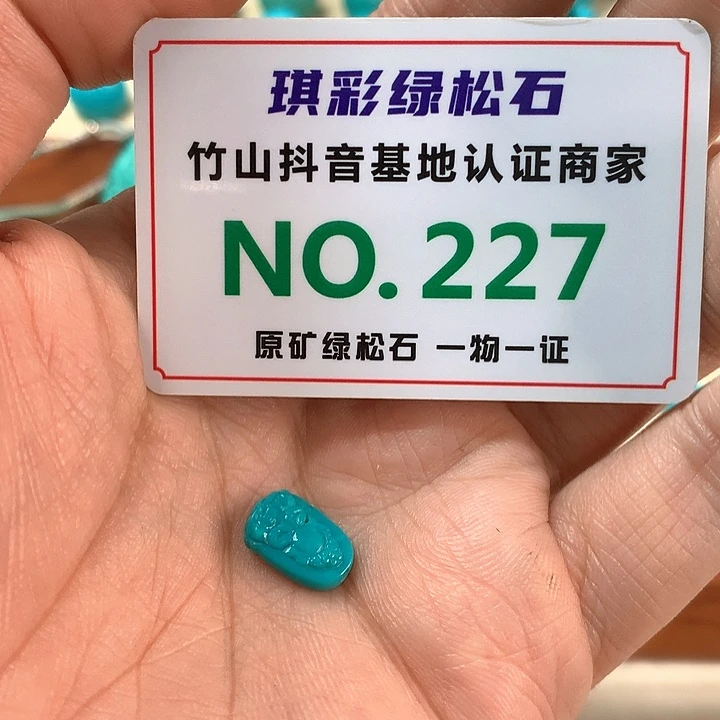 琪彩绿松石
竹山抖音基地认证商家
NO.227
原矿绿松石 一物一证